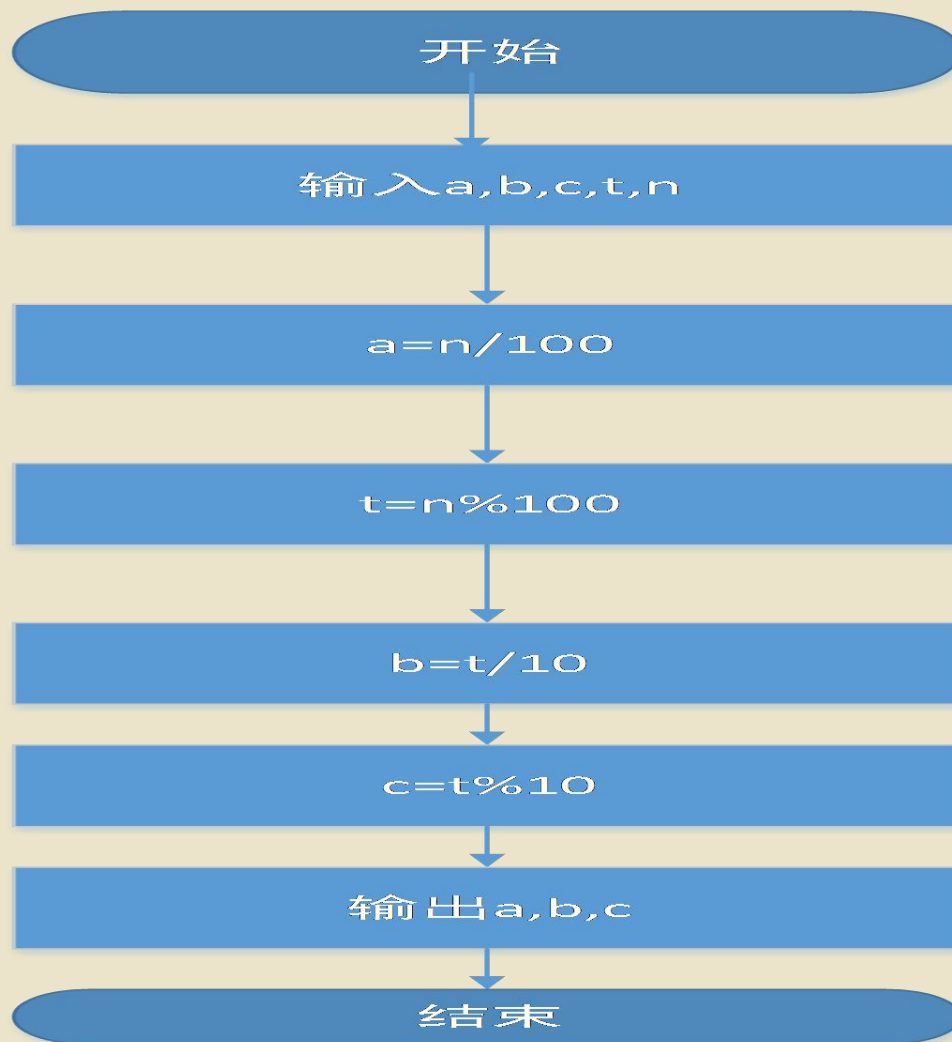 开始
输入a,b,c,t,n
a=n/100
t=n%100
b=t/10
c=t%10
输出a,b,c
结束